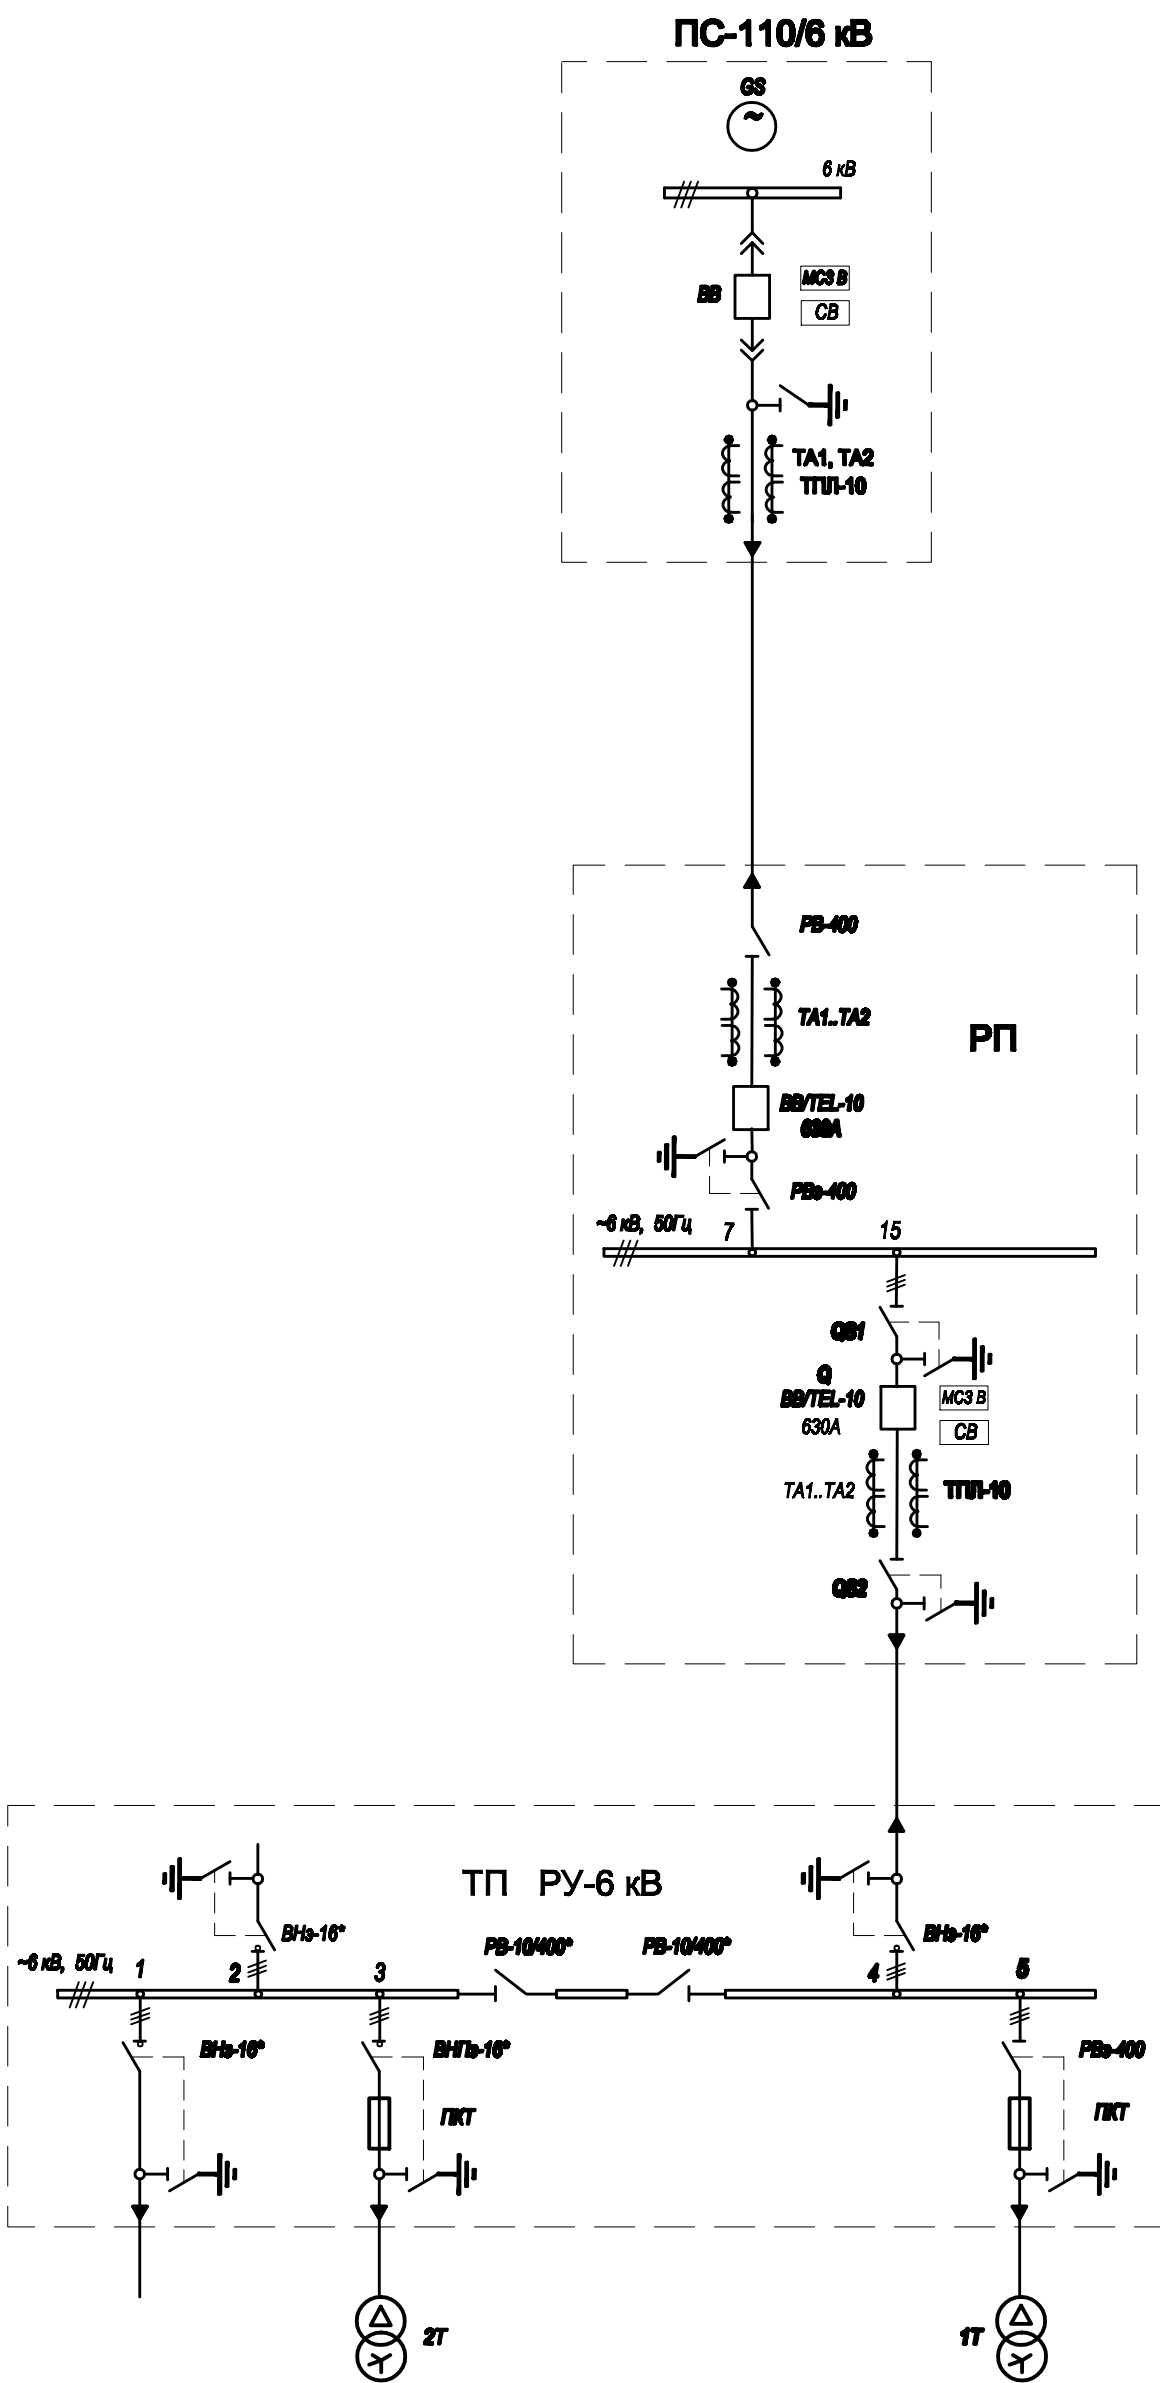 ПС-110/6 кВ
GS
~
6 кВ
ВВ
МСЗ В
СВ
ТА1, ТА2
ТПЛ-10
РВ-400
ТА1..ТА2
РП
ВВ/TEL-10
630А
РВз-400
~6 кВ, 50Гц
7
15
QS1
Q
ВВ/TEL-10
630А
МСЗ В
СВ
ТА1..ТА2
ТПЛ-10
QS2
ТП РУ-6 кВ
ВНз-16*
ВНз-16*
РВ-10/400*
РВ-10/400*
~6 кВ, 50Гц
1
2
3
4
5
ВНз-16*
ВНПз-16*
РВз-400
ПКТ
ПКТ
2Т
1Т